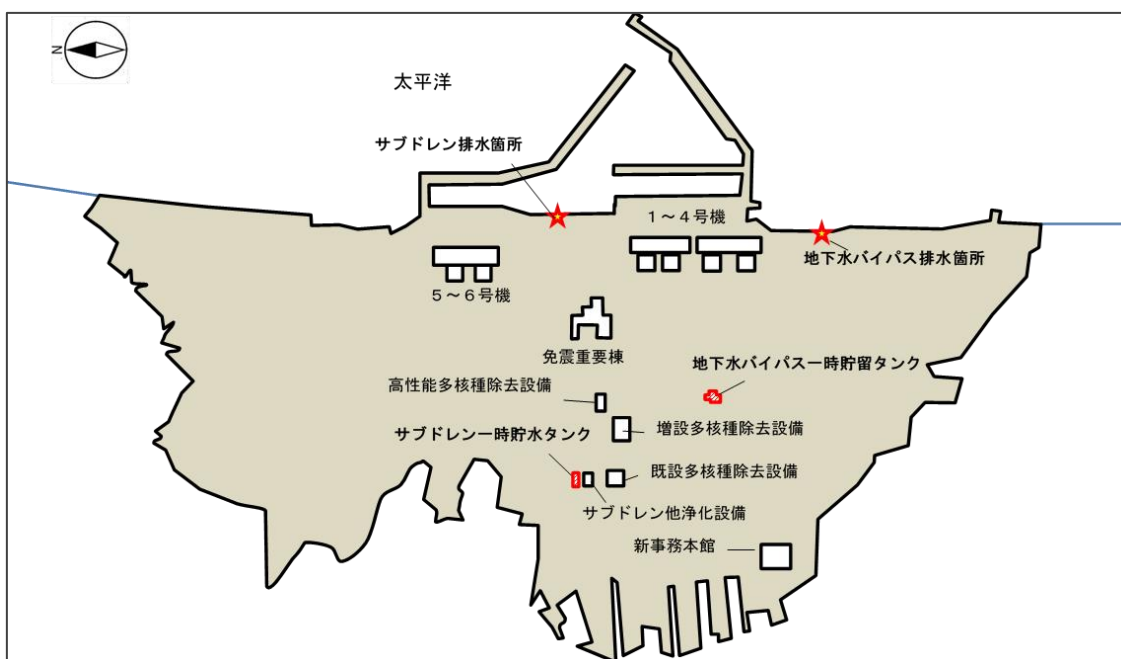 N
太平洋
サブドレン排水箇所
1～4号機
地下水バイパス排水箇所
５～６号機
免震重要棟
地下水バイパス一時貯留タンク
高性能多核種除去設備
増設多核種除去設備
サブドレン一時貯水タンク
既設多核種除去設備
サブドレン他浄化設備
新事務本館